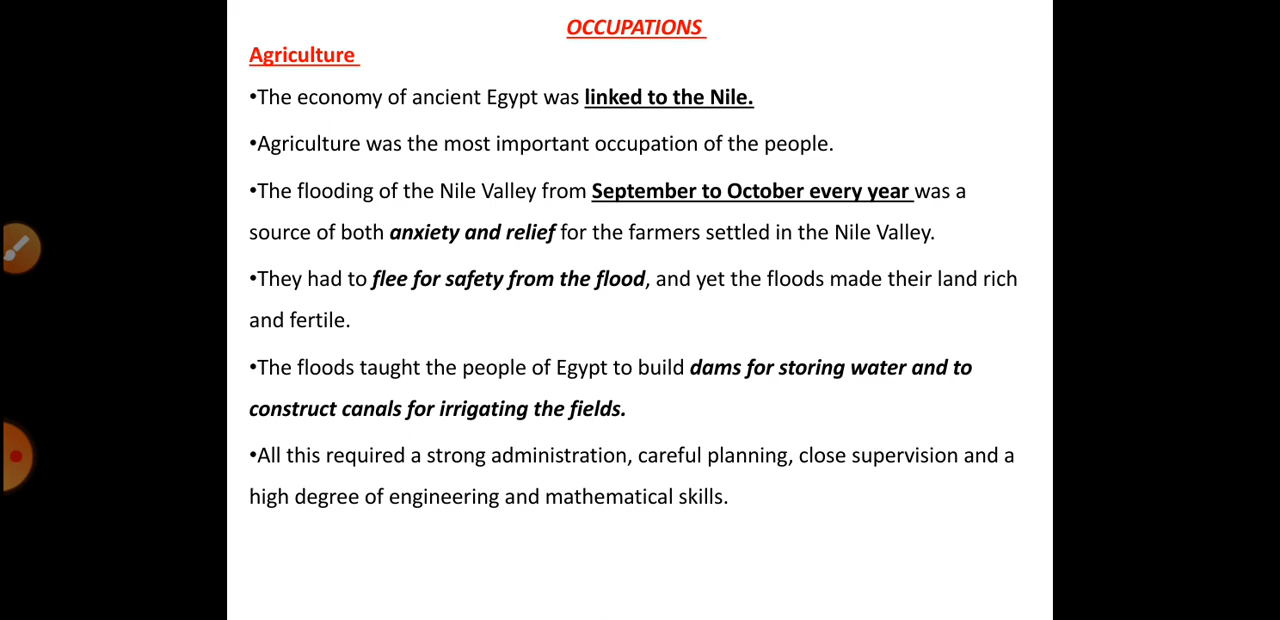 OCCUPATIONS
Agriculture
•The economy of ancient Egypt was linked to the Nile.
•Agriculture was the most important occupation of the people.
•The flooding of the Nile Valley from September to October every year was a
source of both anxiety and relief for the farmers settled in the Nile Valley.
•They had to flee for safety from the flood, and yet the floods made their land rich
and fertile.
•The floods taught the people of Egypt to build dams for storing water and to
construct canals for irrigating the fields.
•All this required a strong administration, careful planning, close supervision and a
high degree of engineering and mathematical skills.